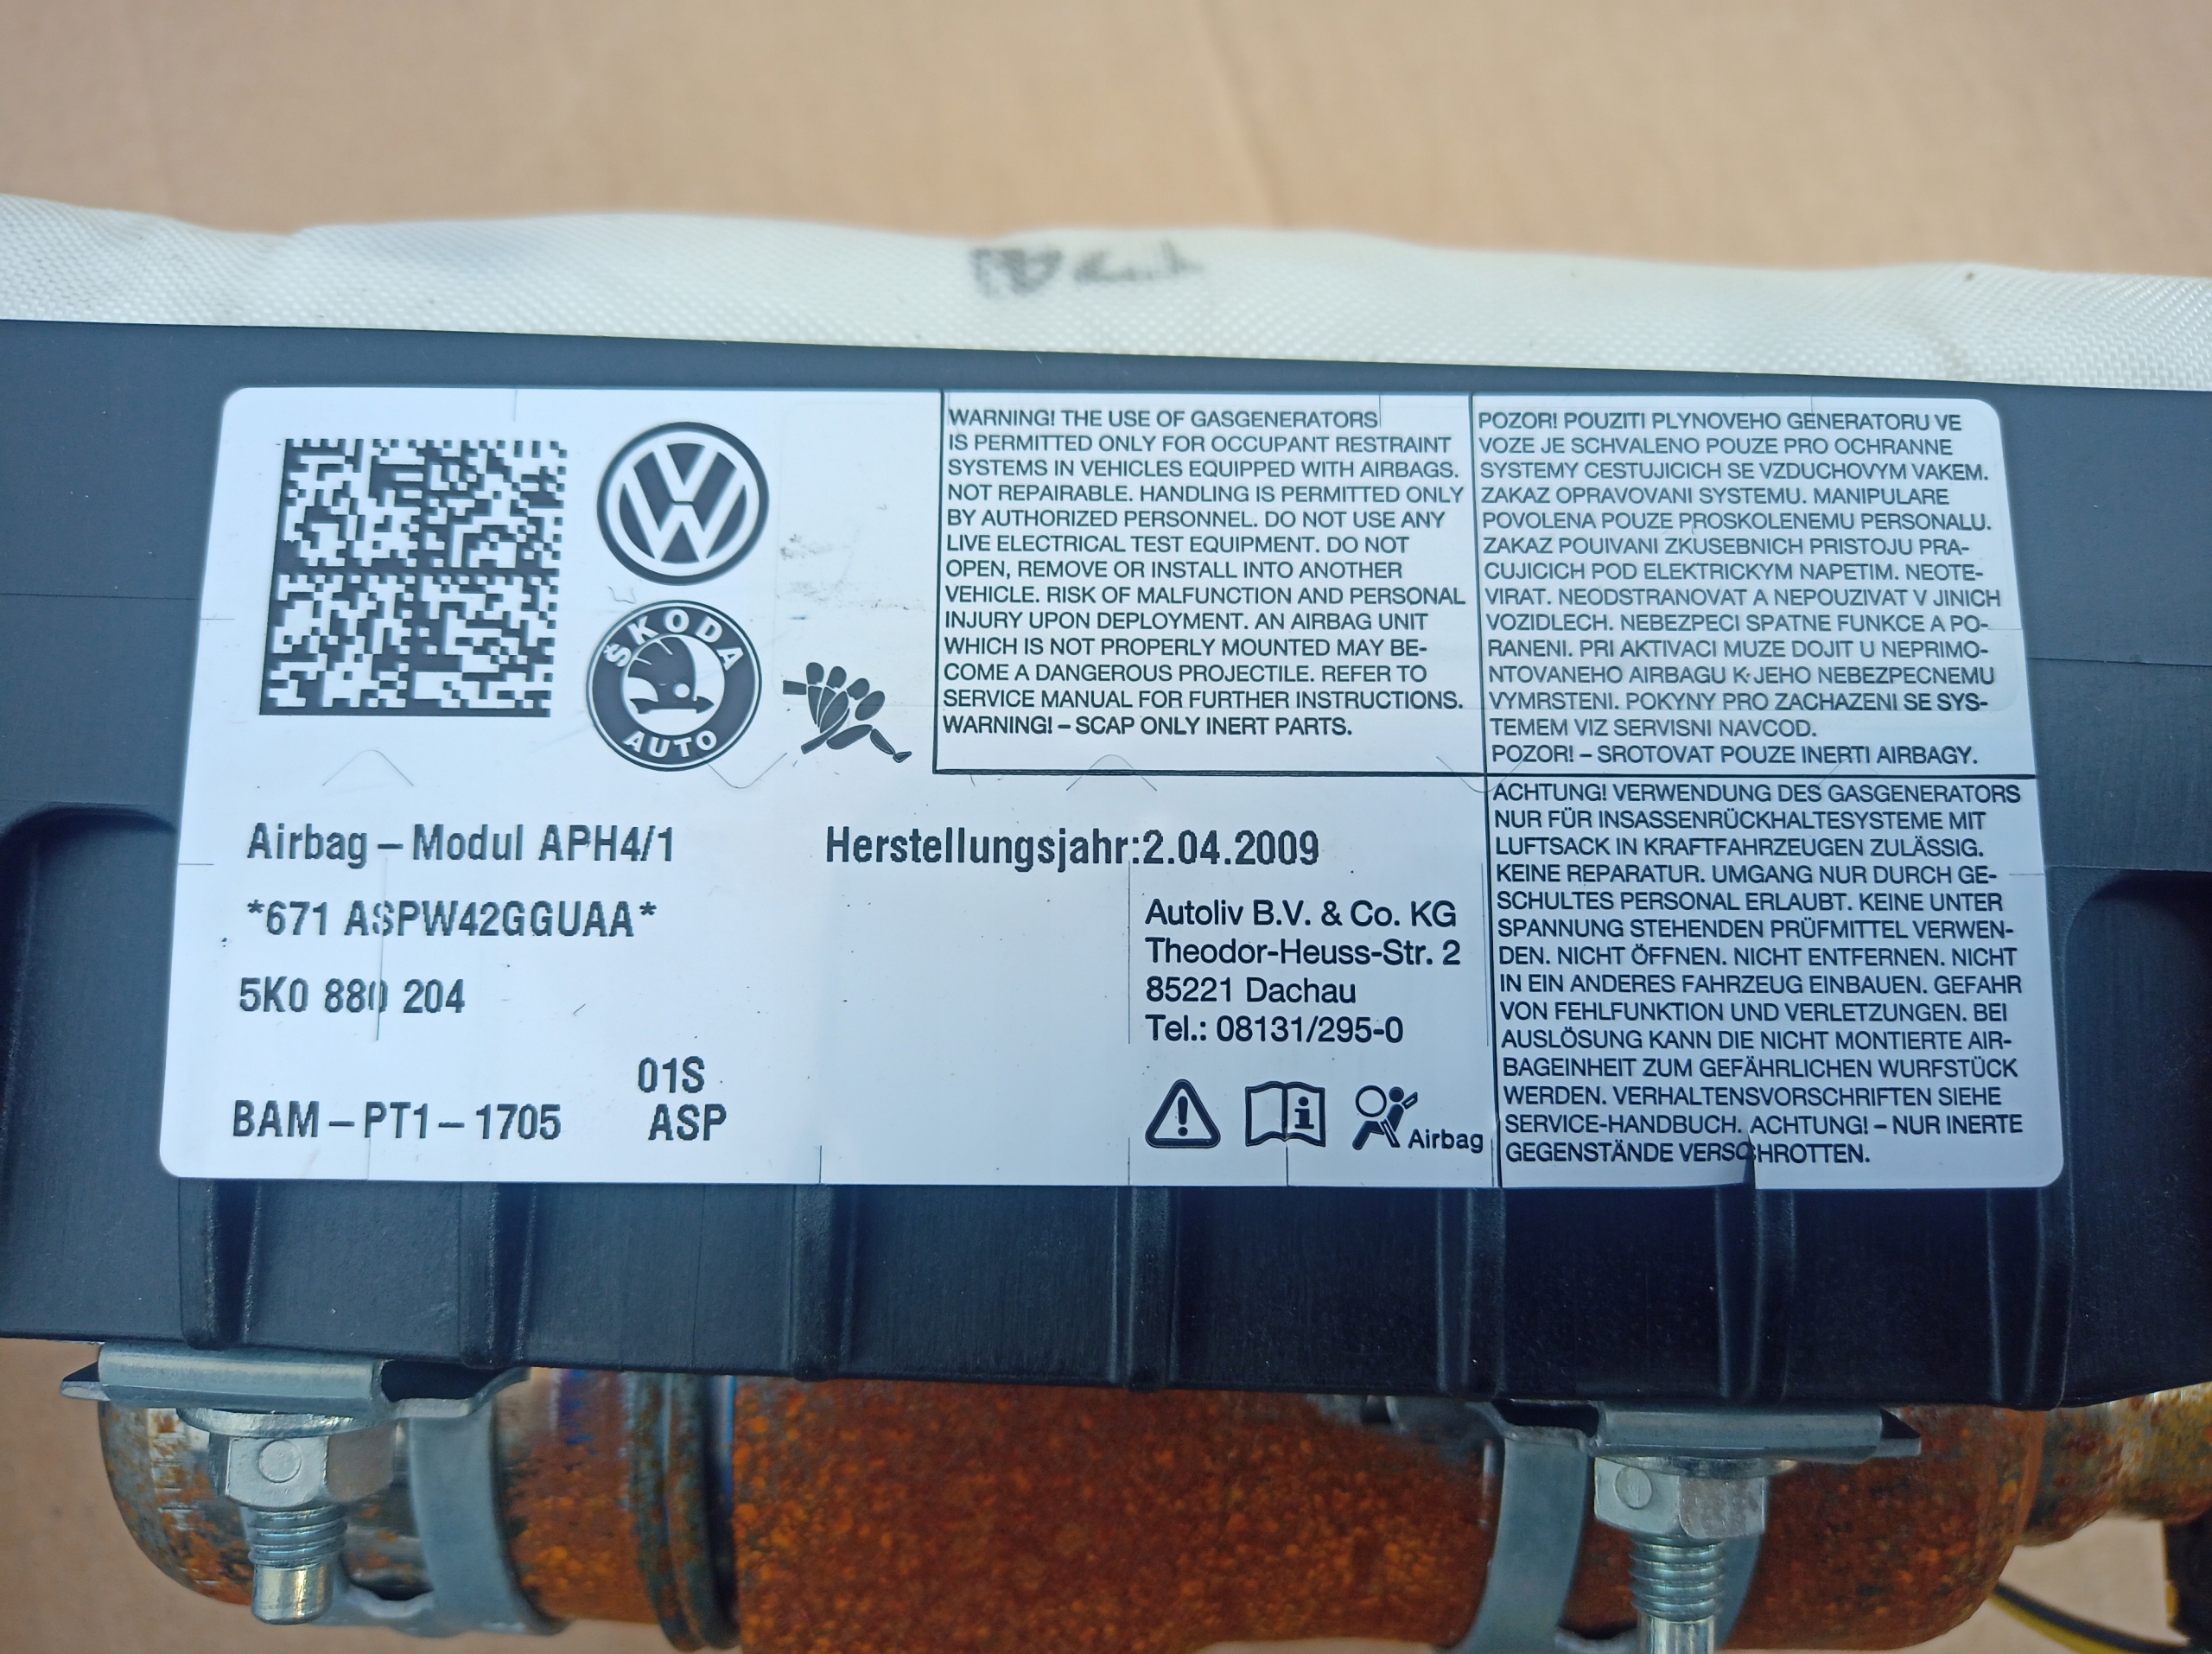 ŠKODA
AUTO
WARNING! THE USE OF GASGENERATORS
IS PERMITTED ONLY FOR OCCUPANT RESTRAINT
SYSTEMS IN VEHICLES EQUIPPED WITH AIRBAGS.
NOT REPAIRABLE. HANDLING IS PERMITTED ONLY
BY AUTHORIZED PERSONNEL. DO NOT USE ANY
LIVE ELECTRICAL TEST EQUIPMENT. DO NOT
OPEN, REMOVE OR INSTALL INTO ANOTHER
VEHICLE. RISK OF MALFUNCTION AND PERSONAL
INJURY UPON DEPLOYMENT. AN AIRBAG UNIT
WHICH IS NOT PROPERLY MOUNTED MAY BE-
COME A DANGEROUS PROJECTILE. REFER TO
SERVICE MANUAL FOR FURTHER INSTRUCTIONS.
WARNING! – SCAP ONLY INERT PARTS.
POZOR! POUZITI PLYNOVEHO GENERATORU VE
VOZE JE SCHVALENO POUZE PRO OCHRANNE
SYSTEMY CESTUJICICH SE VZDUCHOVYM VAKEM.
ZAKAZ OPRAVOVANI SYSTEMU. MANIPULARE
POVOLENA POUZE PROSKOLENEMU PERSONALU.
ZAKAZ POUIVANI ZKUSEBNICH PRISTOJU PRA-
CUJICICH POD ELEKTRICKYM NAPETIM. NEOTE-
VIRAT. NEODSTRANOVAT A NEPOUZIVAT V JINICH
VOZIDLECH. NEBEZPECI SPATNE FUNKCE A PO-
RANENI. PRI AKTIVACI MUZE DOJIT U NEPRIMO-
NTOVANEHO AIRBAGU K JEHO NEBEZPECNEMU
VYMRSTENI. POKYNY PRO ZACHAZENI SE SYS-
TEMEM VIZ SERVISNI NAVCOD.
POZOR! – SROTOVAT POUZE INERTI AIRBAGY.
Airbag – Modul APH4/1
*671 ASPW42GGUAA*
5K0 880 204
01S
BAM – PT1 – 1705 ASP
Herstellungsjahr:2.04.2009
Autoliv B.V. & Co. KG
Theodor-Heuss-Str. 2
85221 Dachau
Tel.: 08131/295-0
Airbag
ACHTUNG! VERWENDUNG DES GASGENERATORS
NUR FÜR INSASSENRÜCKHALTESYSTEME MIT
LUFTSACK IN KRAFTFAHRZEUGEN ZULÄSSIG.
KEINE REPARATUR. UMGANG NUR DURCH GE-
SCHULTES PERSONAL ERLAUBT. KEINE UNTER
SPANNUNG STEHENDEN PRÜFMITTEL VERWEN-
DEN. NICHT ÖFFNEN. NICHT ENTFERNEN. NICHT
IN EIN ANDERES FAHRZEUG EINBAUEN. GEFAHR
VON FEHLFUNKTION UND VERLETZUNGEN. BEI
AUSLÖSUNG KANN DIE NICHT MONTIERTE AIR-
BAGEINHEIT ZUM GEFÄHRLICHEN WURFSTÜCK
WERDEN. VERHALTENSVORSCHRIFTEN SIEHE
SERVICE-HANDBUCH. ACHTUNG! – NUR INERTE
GEGENSTÄNDE VERSCHROTTEN.